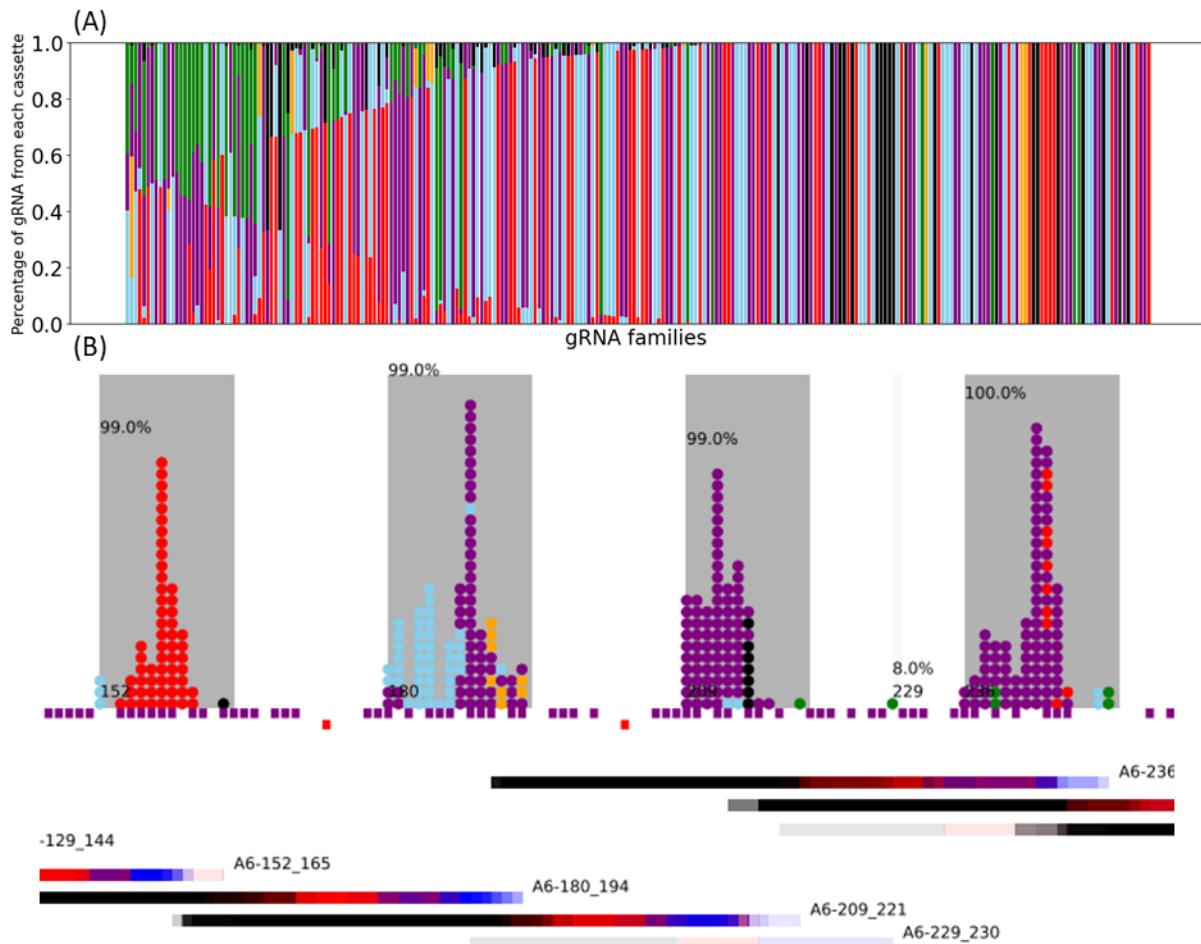 (A)
1.0
0.8
0.6
0.4
0.2
0.0
Percentage of gRNA from each cassette
gRNA families
(B)
99.0%
99.0%
99.0%
8.0%
100.0%
152
180
209
229
236
A6-236
-129_144
A6-152_165
A6-180_194
A6-209_221
A6-229_230